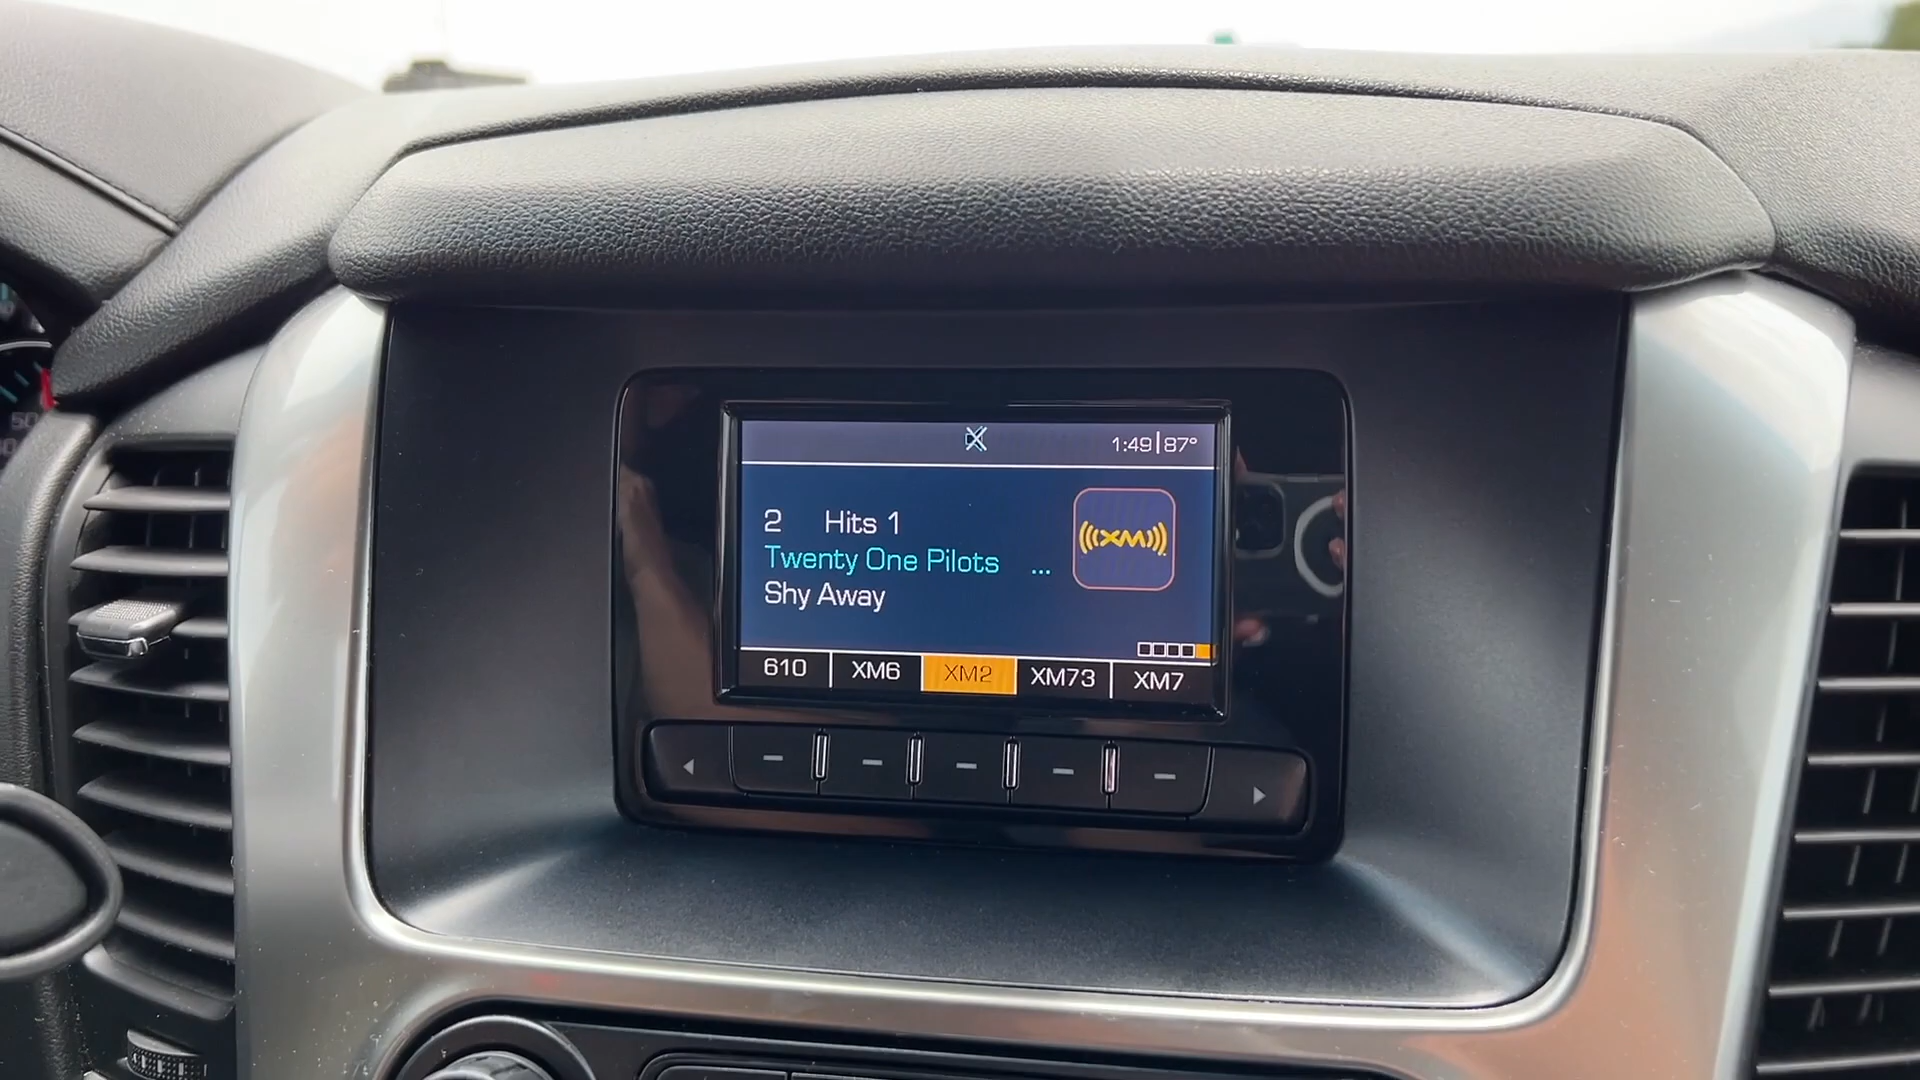 1:49|87°
2 Hits 1
Twenty One Pilots ...
Shy Away
XM
610 XM6 XM2 XM73 XM7